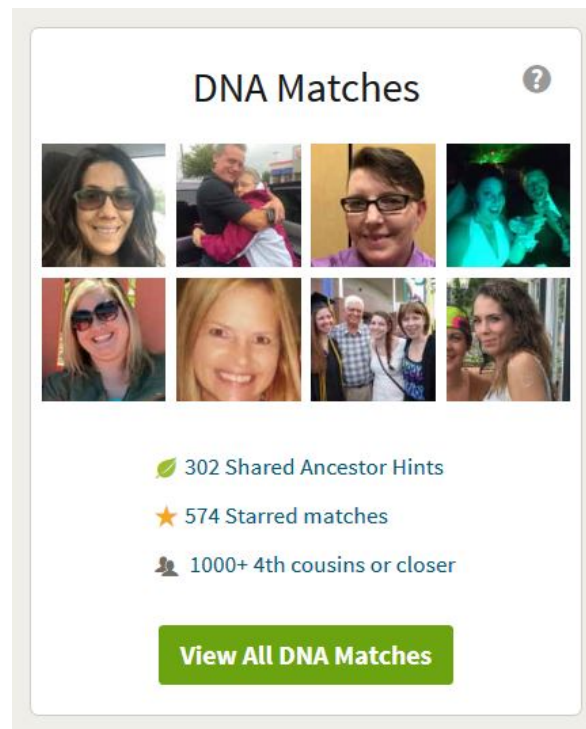 DNA Matches
?
302 Shared Ancestor Hints
574 Starred matches
1000+ 4th cousins or closer
View All DNA Matches